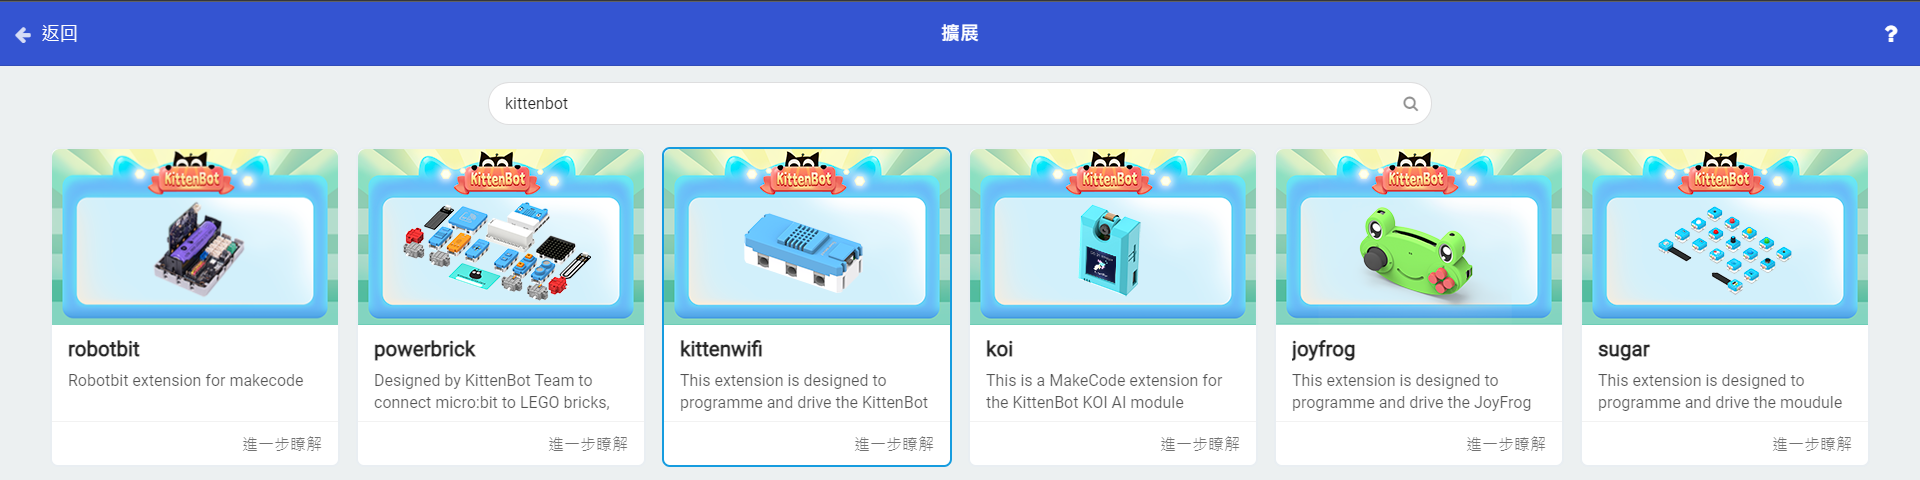 返回
擴展
?
kittenbot
KittenBot
KittenBot
KittenBot
KittenBot
KittenBot
KittenBot
robotbit
Robotbit extension for makecode
進一步瞭解
powerbrick
Designed by KittenBot Team to
connect micro:bit to LEGO bricks,
進一步瞭解
kittenwifi
This extension is designed to
programme and drive the KittenBot
進一步瞭解
koi
This is a MakeCode extension for
the KittenBot KOI AI module
進一步瞭解
joyfrog
This extension is designed to
programme and drive the JoyFrog
進一步瞭解
sugar
This extension is designed to
programme and drive the moudule
進一步瞭解